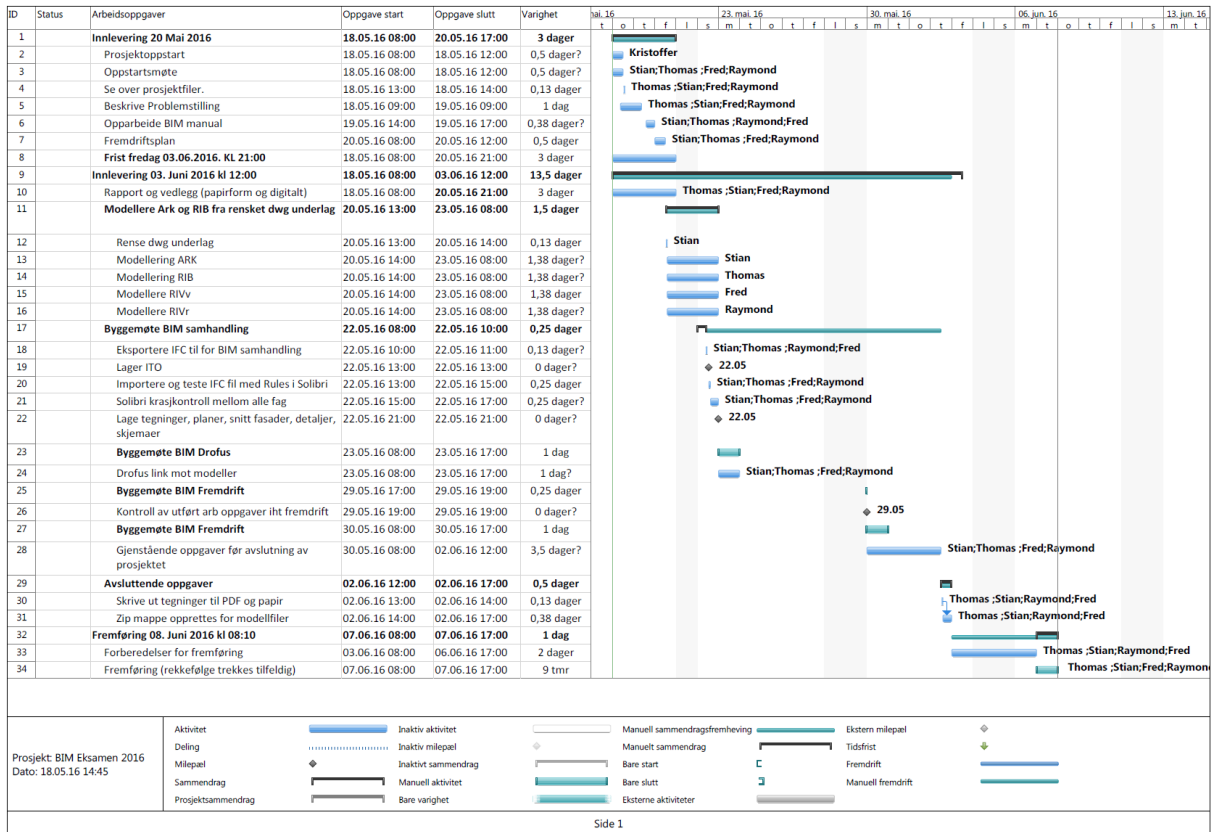 ID Status Arbeidsoppgaver Oppgave start Oppgave slutt Varighet mai. 16 23. mai. 16 30. mai. 16 06. jun. 16 13. jun. 16
t o t f l s m t o t f l s m t o t f l s m t o t f l s m t
1 Innlevering 20 Mai 2016 18.05.16 08:00 20.05.16 17:00 3 dager
2 Prosjektoppstart 18.05.16 08:00 18.05.16 12:00 0,5 dager? Kristoffer
3 Oppstartsmøte 18.05.16 08:00 18.05.16 12:00 0,5 dager? Stian;Thomas ;Fred;Raymond
4 Se over prosjektfiler. 18.05.16 13:00 18.05.16 14:00 0,13 dager Thomas ;Stian;Fred;Raymond
5 Beskrive Problemstilling 18.05.16 09:00 19.05.16 09:00 1 dag Thomas ;Stian;Fred;Raymond
6 Opparbeide BIM manual 19.05.16 14:00 19.05.16 17:00 0,38 dager? Stian;Thomas ;Raymond;Fred
7 Fremdriftsplan 20.05.16 08:00 20.05.16 12:00 0,5 dager Stian;Thomas ;Fred;Raymond
8 Frist fredag 03.06.2016. KL 21:00 18.05.16 08:00 20.05.16 21:00 3 dager
9 Innlevering 03. Juni 2016 kl 12:00 18.05.16 08:00 03.06.16 12:00 13,5 dager
10 Rapport og vedlegg (papirform og digitalt) 18.05.16 08:00 20.05.16 21:00 3 dager Thomas ;Stian;Fred;Raymond
11 Modellere Ark og RIB fra rensket dwg underlag 20.05.16 13:00 23.05.16 08:00 1,5 dager
12 Rense dwg underlag 20.05.16 13:00 20.05.16 14:00 0,13 dager Stian
13 Modellering ARK 20.05.16 14:00 23.05.16 08:00 1,38 dager? Stian
14 Modellering RIB 20.05.16 14:00 23.05.16 08:00 1,38 dager? Thomas
15 Modellere RIVv 20.05.16 14:00 23.05.16 08:00 1,38 dager Fred
16 Modellere RIVr 20.05.16 14:00 23.05.16 08:00 1,38 dager? Raymond
17 Byggemøte BIM samhandling 22.05.16 08:00 22.05.16 10:00 0,25 dager
18 Eksportere IFC til for BIM samhandling 22.05.16 10:00 22.05.16 11:00 0,13 dager? Stian;Thomas ;Raymond;Fred
19 Lager ITO 22.05.16 13:00 22.05.16 13:00 0 dager? 22.05
20 Importere og teste IFC fil med Rules i Solibri 22.05.16 13:00 22.05.16 15:00 0,25 dager Stian;Thomas ;Fred;Raymond
21 Solibri krasjkontroll mellom alle fag 22.05.16 15:00 22.05.16 17:00 0,25 dager? Stian;Thomas ;Fred;Raymond
22 Lage tegninger, planer, snitt fasader, detaljer, 22.05.16 21:00 22.05.16 21:00 0 dager? 22.05
skjemaer
23 Byggemøte BIM Drofus 23.05.16 08:00 23.05.16 17:00 1 dag
24 Drofus link mot modeller 23.05.16 08:00 23.05.16 17:00 1 dag? Stian;Thomas ;Fred;Raymond
25 Byggemøte BIM Fremdrift 29.05.16 17:00 29.05.16 19:00 0,25 dager
26 Kontroll av utført arb oppgaver iht fremdrift 29.05.16 19:00 29.05.16 19:00 0 dager? 29.05
27 Byggemøte BIM Fremdrift 30.05.16 08:00 30.05.16 17:00 1 dag
28 Gjenstående oppgaver før avslutning av 30.05.16 08:00 02.06.16 12:00 3,5 dager? Stian;Thomas ;Fred;Raymond
prosjektet
29 Avsluttende oppgaver 02.06.16 12:00 02.06.16 17:00 0,5 dager
30 Skrive ut tegninger til PDF og papir 02.06.16 13:00 02.06.16 14:00 0,13 dager Thomas ;Stian;Raymond;Fred
31 Zip mappe opprettes for modellfiler 02.06.16 14:00 02.06.16 17:00 0,38 dager Thomas ;Stian;Raymond;Fred
32 Fremføring 08. Juni 2016 kl 08:10 07.06.16 08:00 07.06.16 17:00 1 dag
33 Forberedelser for fremføring 03.06.16 08:00 06.06.16 17:00 2 dager Thomas ;Stian;Raymond;Fred
34 Fremføring (rekkefølge trekkes tilfeldig) 07.06.16 08:00 07.06.16 17:00 9 tmr Thomas ;Stian;Fred;Raymon
Prosjekt: BIM Eksamen 2016
Dato: 18.05.16 14:45
Aktivitet Inaktiv aktivitet Manuell sammendragsfremheving Ekstern milepæl
Deling Inaktiv milepæl Manuelt sammendrag Tidsfrist
Milepæl Inaktivt sammendrag Bare start Fremdrift
Sammendrag Manuell aktivitet Bare slutt Manuell fremdrift
Prosjektsammendrag Bare varighet Eksterne aktiviteter
Side 1